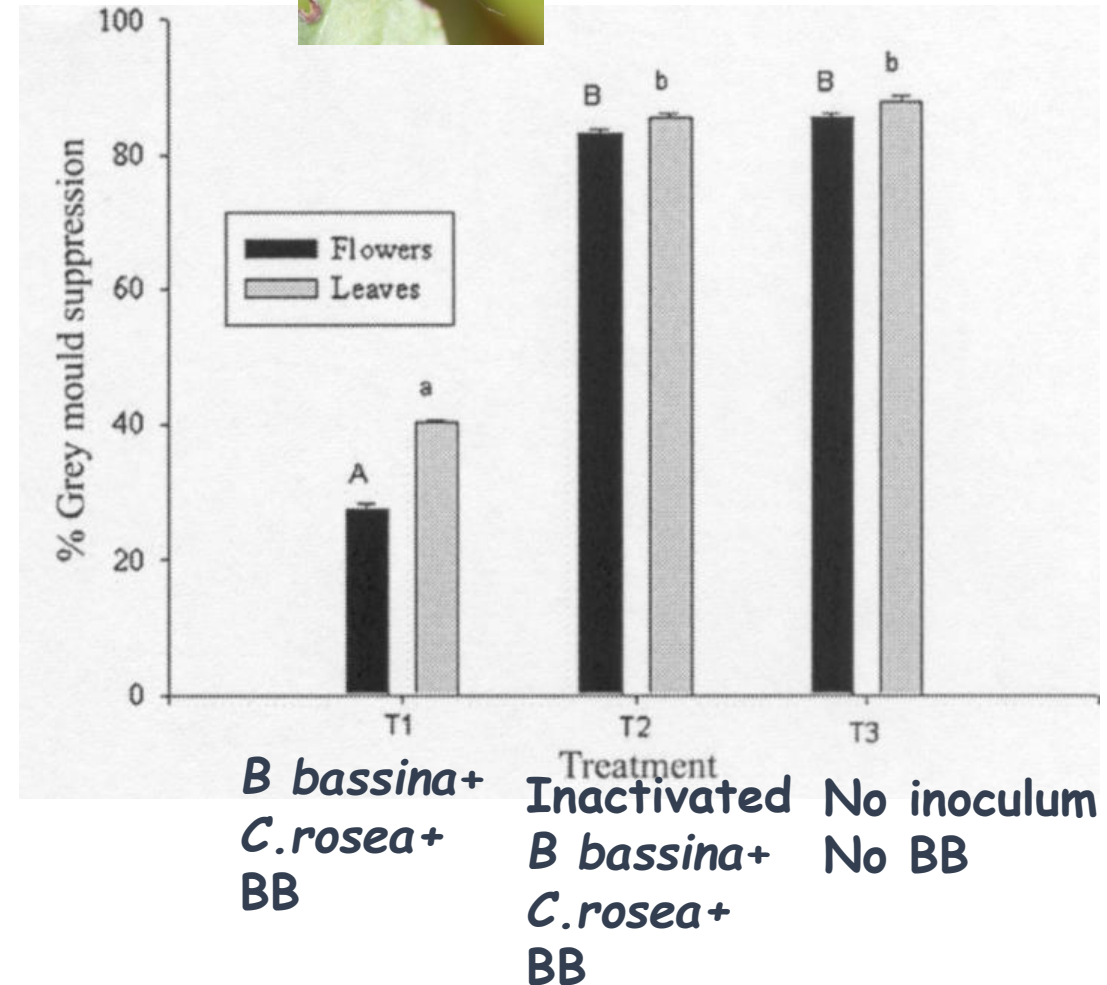 100
80
60
40
20
0
% Grey mould suppression
Flowers
Leaves
A
a
B
b
B
b
T1
T2
T3
Treatment
B bassina+
C.rosea+
BB
Inactivated
B bassina+
C.rosea+
BB
No inoculum
No BB